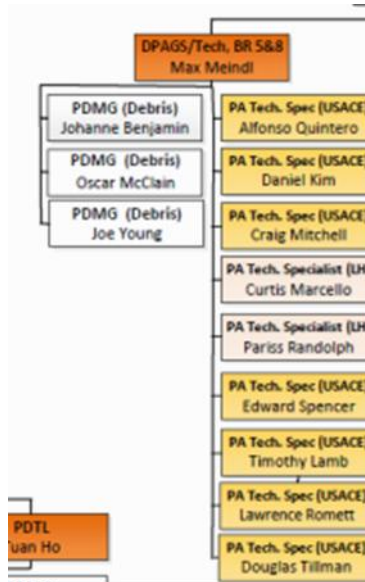 DPAGS/Tech, BR 5&8
Max Meindl
PDMG (Debris)
Johanne Benjamin
PDMG (Debris)
Oscar McClain
PDMG (Debris)
Joe Young
PA Tech. Spec (USACE)
Alfonso Quintero
PA Tech. Spec (USACE)
Daniel Kim
PA Tech. Spec (USACE)
Craig Mitchell
PA Tech. Specialist (LH
Curtis Marcello
PA Tech. Specialist (LH
Pariss Randolph
PA Tech. Spec (USACE)
Edward Spencer
PA Tech. Spec (USACE)
Timothy Lamb
PA Tech. Spec (USACE)
Lawrence Romett
PA Tech. Spec (USACE)
Douglas Tillman
PDTL
Tuan Ho